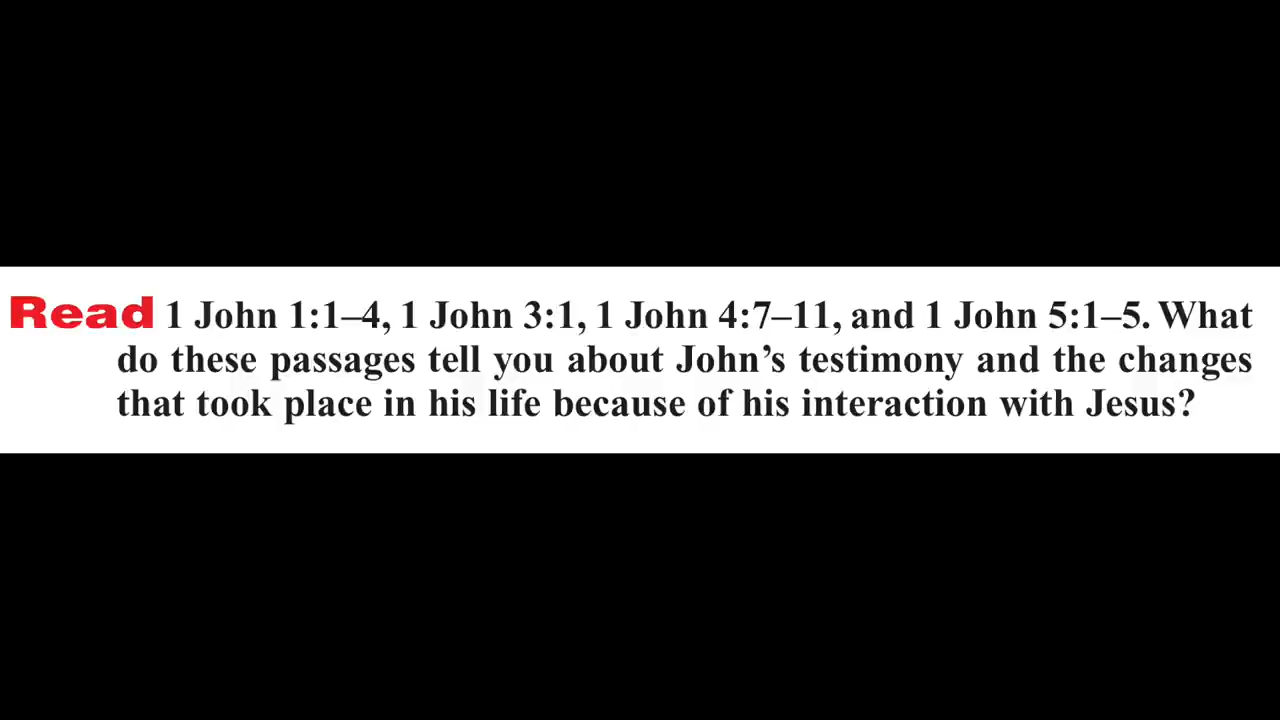 Read 1 John 1:1–4, 1 John 3:1, 1 John 4:7–11, and 1 John 5:1–5. What
do these passages tell you about John’s testimony and the changes
that took place in his life because of his interaction with Jesus?